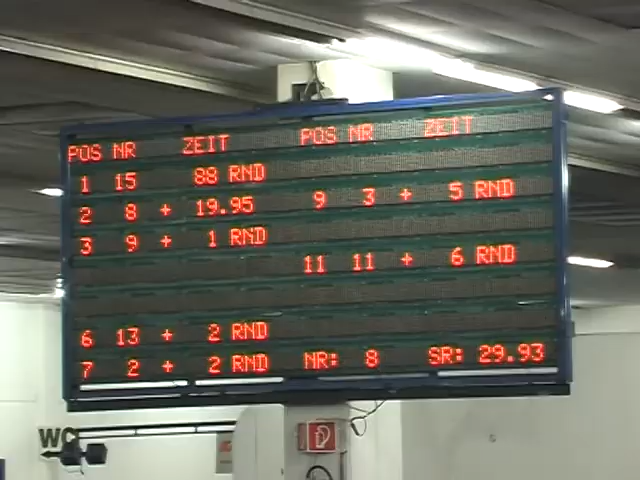 POS NR ZEIT
1 15 88 RND
2 8 + 19.95
3 9 + 1 RND
6 13 + 2 RND
7 2 + 2 RND
POS NR ZEIT
9 3 + 5 RND
11 11 + 6 RND
NR: 8 SR: 29.93
WC